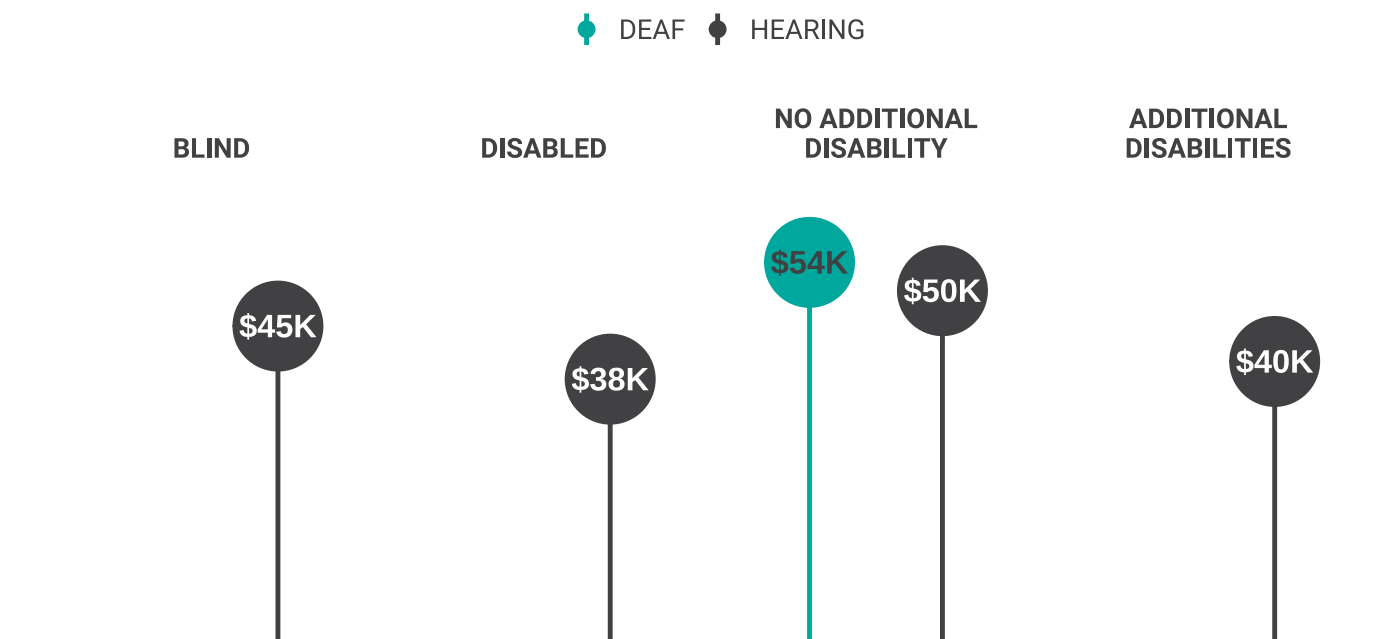 DEAF HEARING
BLIND
DISABLED
NO ADDITIONAL
DISABILITY
ADDITIONAL
DISABILITIES
$45K
$38K
$54K
$50K
$40K